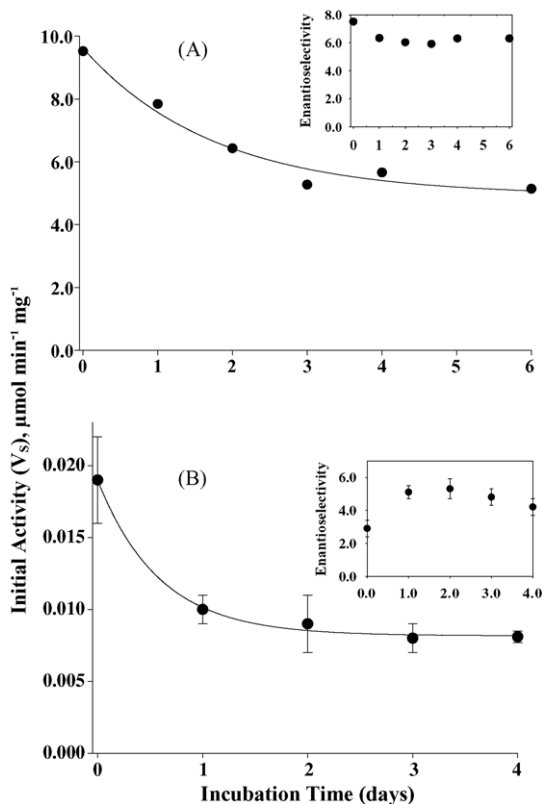 (A)
10.0
8.0
6.0
4.0
2.0
0.0
0 1 2 3 4 5 6
Enantioselectivity
8.0
6.0
4.0
2.0
0.0
0 1 2 3 4 5 6
Initial Activity (V_S), μmol min⁻¹ mg⁻¹
(B)
0.020
0.015
0.010
0.005
0.000
0 1 2 3 4
Enantioselectivity
6.0
4.0
2.0
0.0
0.0 1.0 2.0 3.0 4.0
Incubation Time (days)